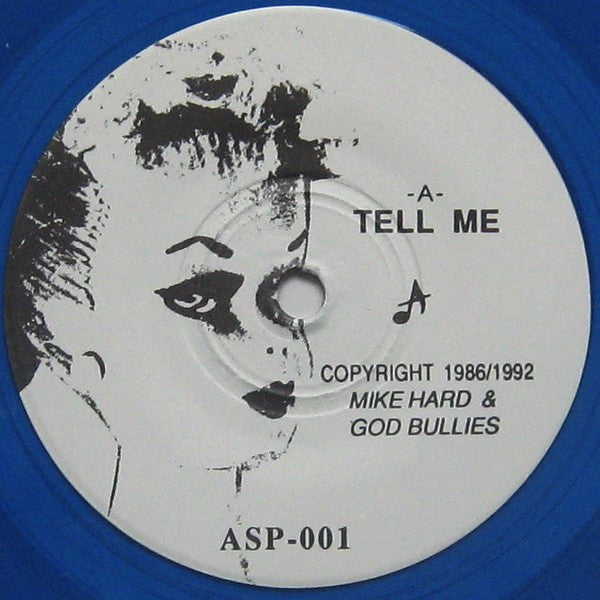 -A-
TELL ME
A
COPYRIGHT 1986/1992
MIKE HARD &
GOD BULLIES
ASP-001